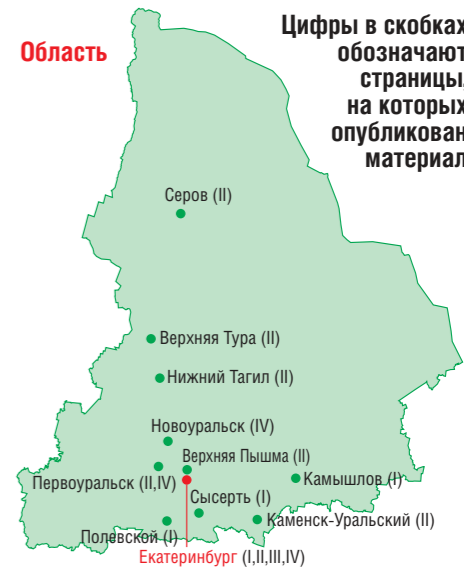 Область
Цифры в скобках
обозначают
страницы,
на которых
опубликован
материал
Серов (II)
Верхняя Тура (II)
Нижний Тагил (II)
Новоуральск (IV)
Верхняя Пышма (II)
Первоуральск (II,IV)
Камышлов (I)
Сысерть (I)
Каменск-Уральский (II)
Полевской (I)
Екатеринбург (I,II,III,IV)